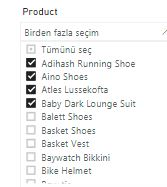 Product
Birden fazla seçim
Tümünü seç
Adihash Running Shoe
Aino Shoes
Atles Lussekofta
Baby Dark Lounge Suit
Balett Shoes
Basket Shoes
Basket Vest
Baywatch Bikkini
Bike Helmet